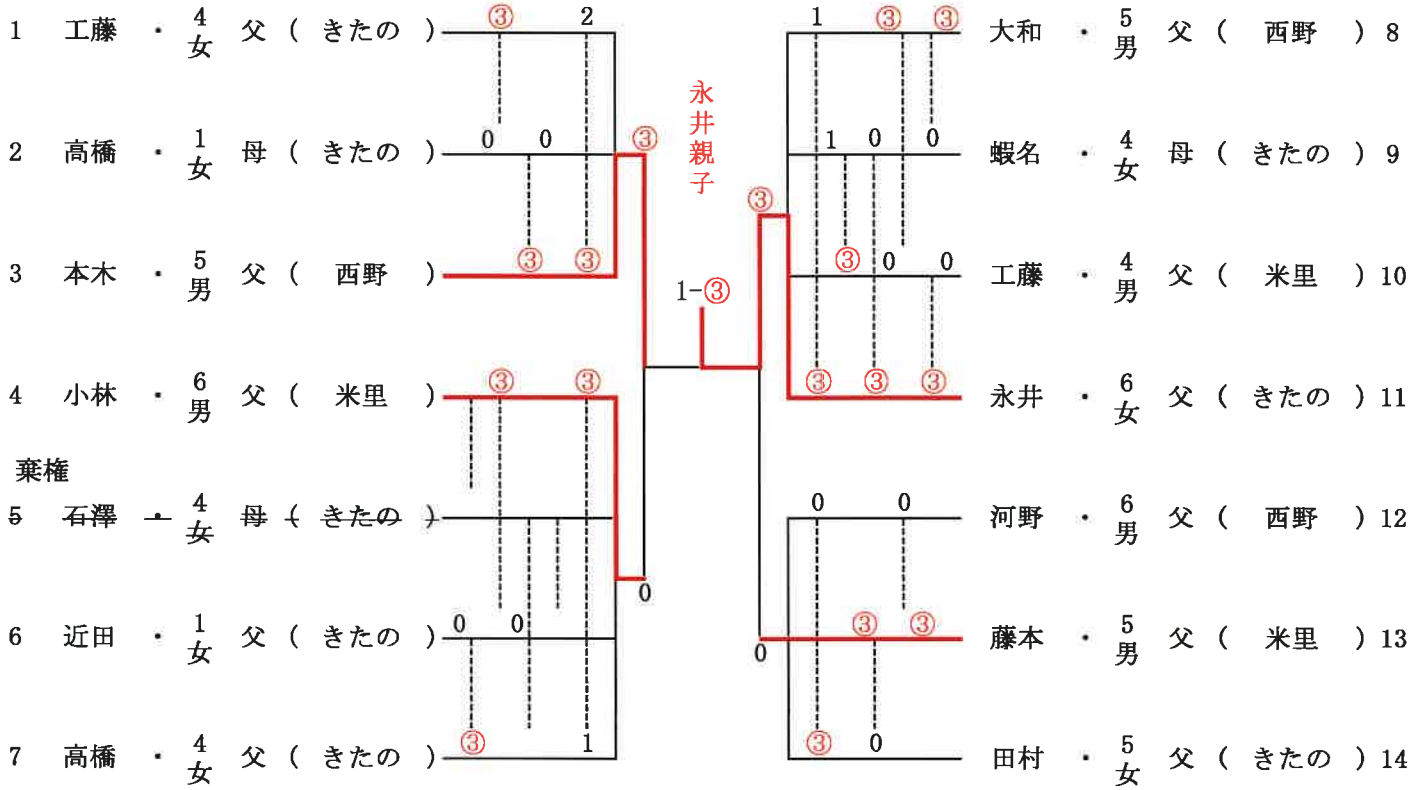 ③ 2
1 工藤 ・ 4女 父 ( きたの )
0 0
2 高橋 ・ 1女 母 ( きたの )
③
③ ③
3 本木 ・ 5男 父 ( 西野 )
③ ③
4 小林 ・ 6男 父 ( 米里 )
棄権
5 石澤 ・ 4女 母 ( きたの )
0
0 0
6 近田 ・ 1女 父 ( きたの )
③ 1
7 高橋 ・ 4女 父 ( きたの )
永井親子
1-③
1 ③ ③
大和 ・ 5男 父 ( 西野 ) 8
1 0 0
蝦名 ・ 4女 母 ( きたの ) 9
③
③ 0 0
工藤 ・ 4男 父 ( 米里 ) 10
③ ③ ③
永井 ・ 6女 父 ( きたの ) 11
0 0
河野 ・ 6男 父 ( 西野 ) 12
③ ③
藤本 ・ 5男 父 ( 米里 ) 13
0
③ 0
田村 ・ 5女 父 ( きたの ) 14